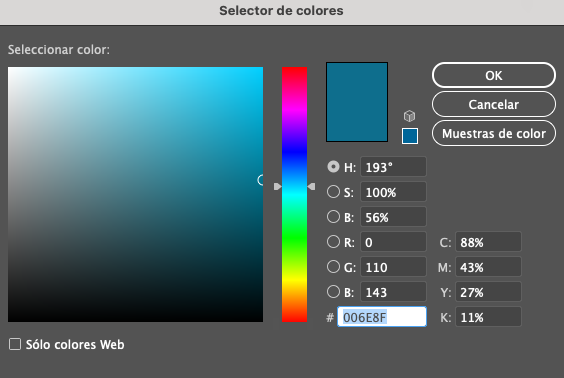 Selector de colores
Seleccionar color:
OK
Cancelar
Muestras de color
H: 193°
S: 100%
B: 56%
R: 0
C: 88%
G: 110
M: 43%
B: 143
Y: 27%
# 006E8F
K: 11%
Sólo colores Web